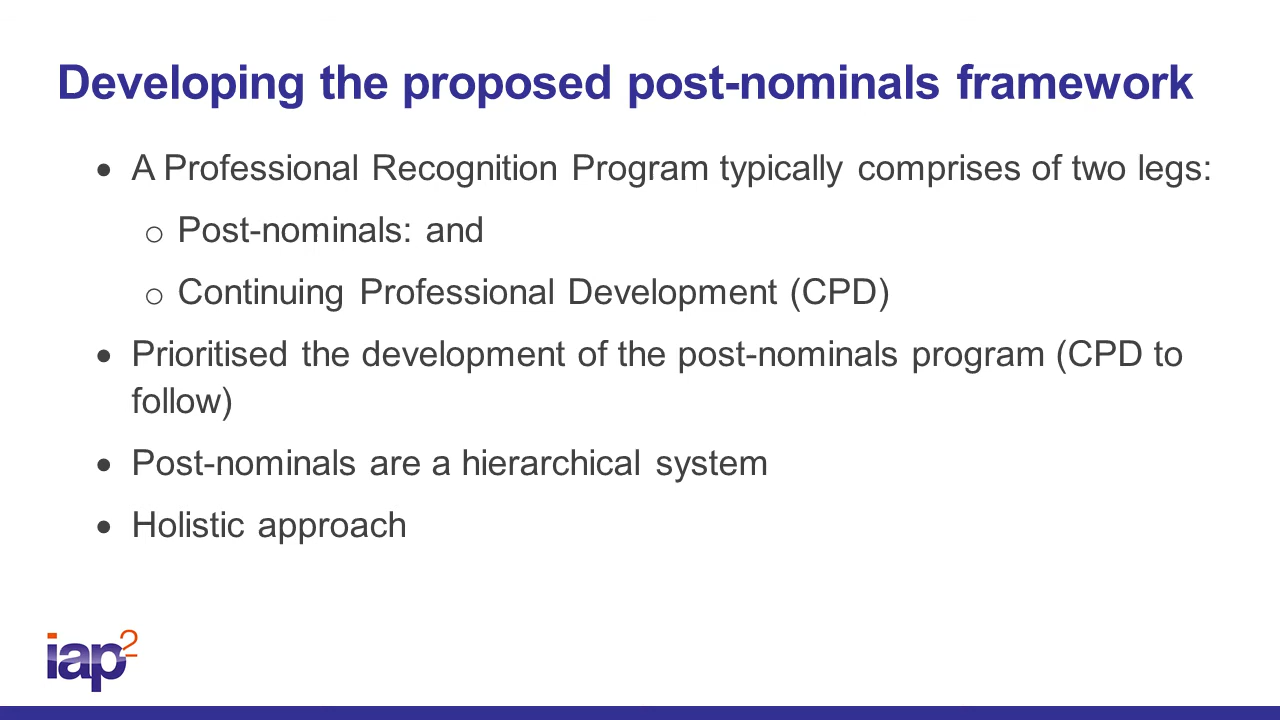 Developing the proposed post-nominals framework
• A Professional Recognition Program typically comprises of two legs:
o Post-nominals: and
o Continuing Professional Development (CPD)
• Prioritised the development of the post-nominals program (CPD to
follow)
• Post-nominals are a hierarchical system
• Holistic approach
iap2